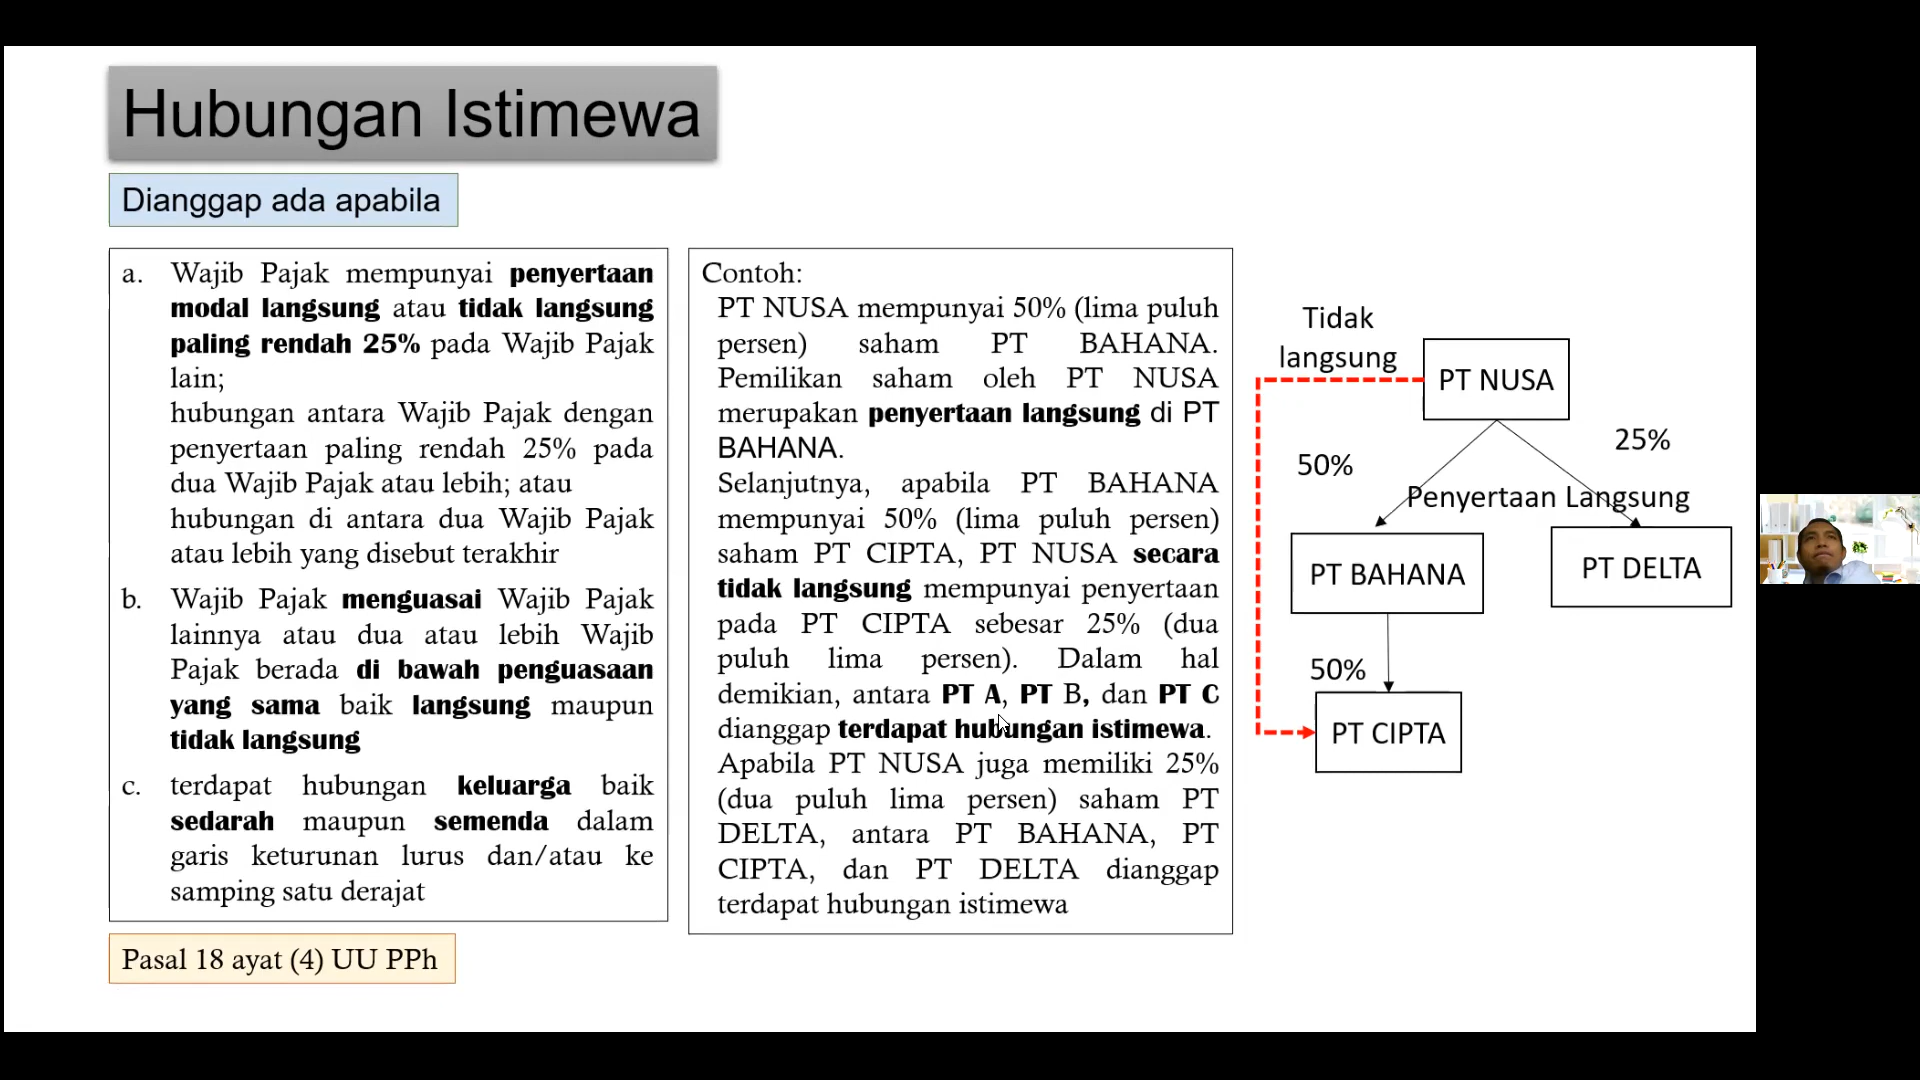 Hubungan Istimewa
Dianggap ada apabila
a. Wajib Pajak mempunyai penyertaan
modal langsung atau tidak langsung
paling rendah 25% pada Wajib Pajak
lain;
hubungan antara Wajib Pajak dengan
penyertaan paling rendah 25% pada
dua Wajib Pajak atau lebih; atau
hubungan di antara dua Wajib Pajak
atau lebih yang disebut terakhir
b. Wajib Pajak menguasai Wajib Pajak
lainnya atau dua atau lebih Wajib
Pajak berada di bawah penguasaan
yang sama baik langsung maupun
tidak langsung
c. terdapat hubungan keluarga baik
sedarah maupun semenda dalam
garis keturunan lurus dan/atau ke
samping satu derajat
Pasal 18 ayat (4) UU PPh
Contoh:
PT NUSA mempunyai 50% (lima puluh
persen) saham PT BAHANA.
Pemilikan saham oleh PT NUSA
merupakan penyertaan langsung di PT
BAHANA.
Selanjutnya, apabila PT BAHANA
mempunyai 50% (lima puluh persen)
saham PT CIPTA, PT NUSA secara
tidak langsung mempunyai penyertaan
pada PT CIPTA sebesar 25% (dua
puluh lima persen). Dalam hal
demikian, antara PT A, PT B, dan PT C
dianggap terdapat hubungan istimewa.
Apabila PT NUSA juga memiliki 25%
(dua puluh lima persen) saham PT
DELTA, antara PT BAHANA, PT
CIPTA, dan PT DELTA dianggap
terdapat hubungan istimewa
Tidak
langsung
PT NUSA
25%
50%
Penyertaan Langsung
PT BAHANA
PT DELTA
50%
PT CIPTA